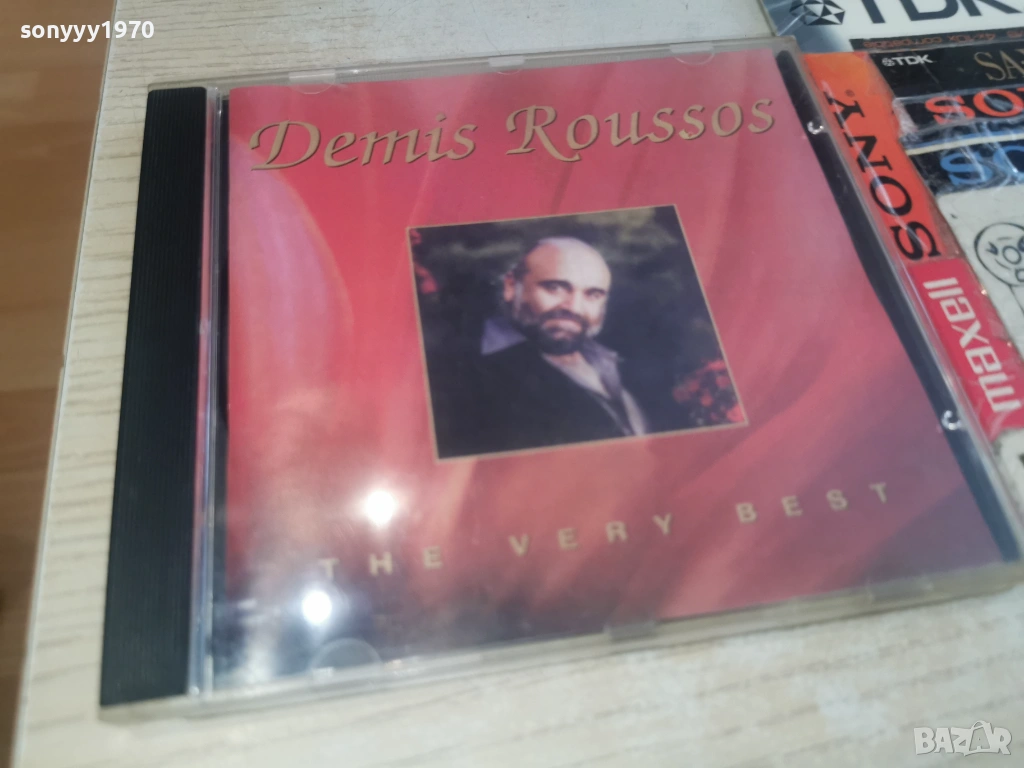 sonyyy1970
Demis Roussos
THE VERY BEST
TDK
TDK
SONY
maxell
BAZAR